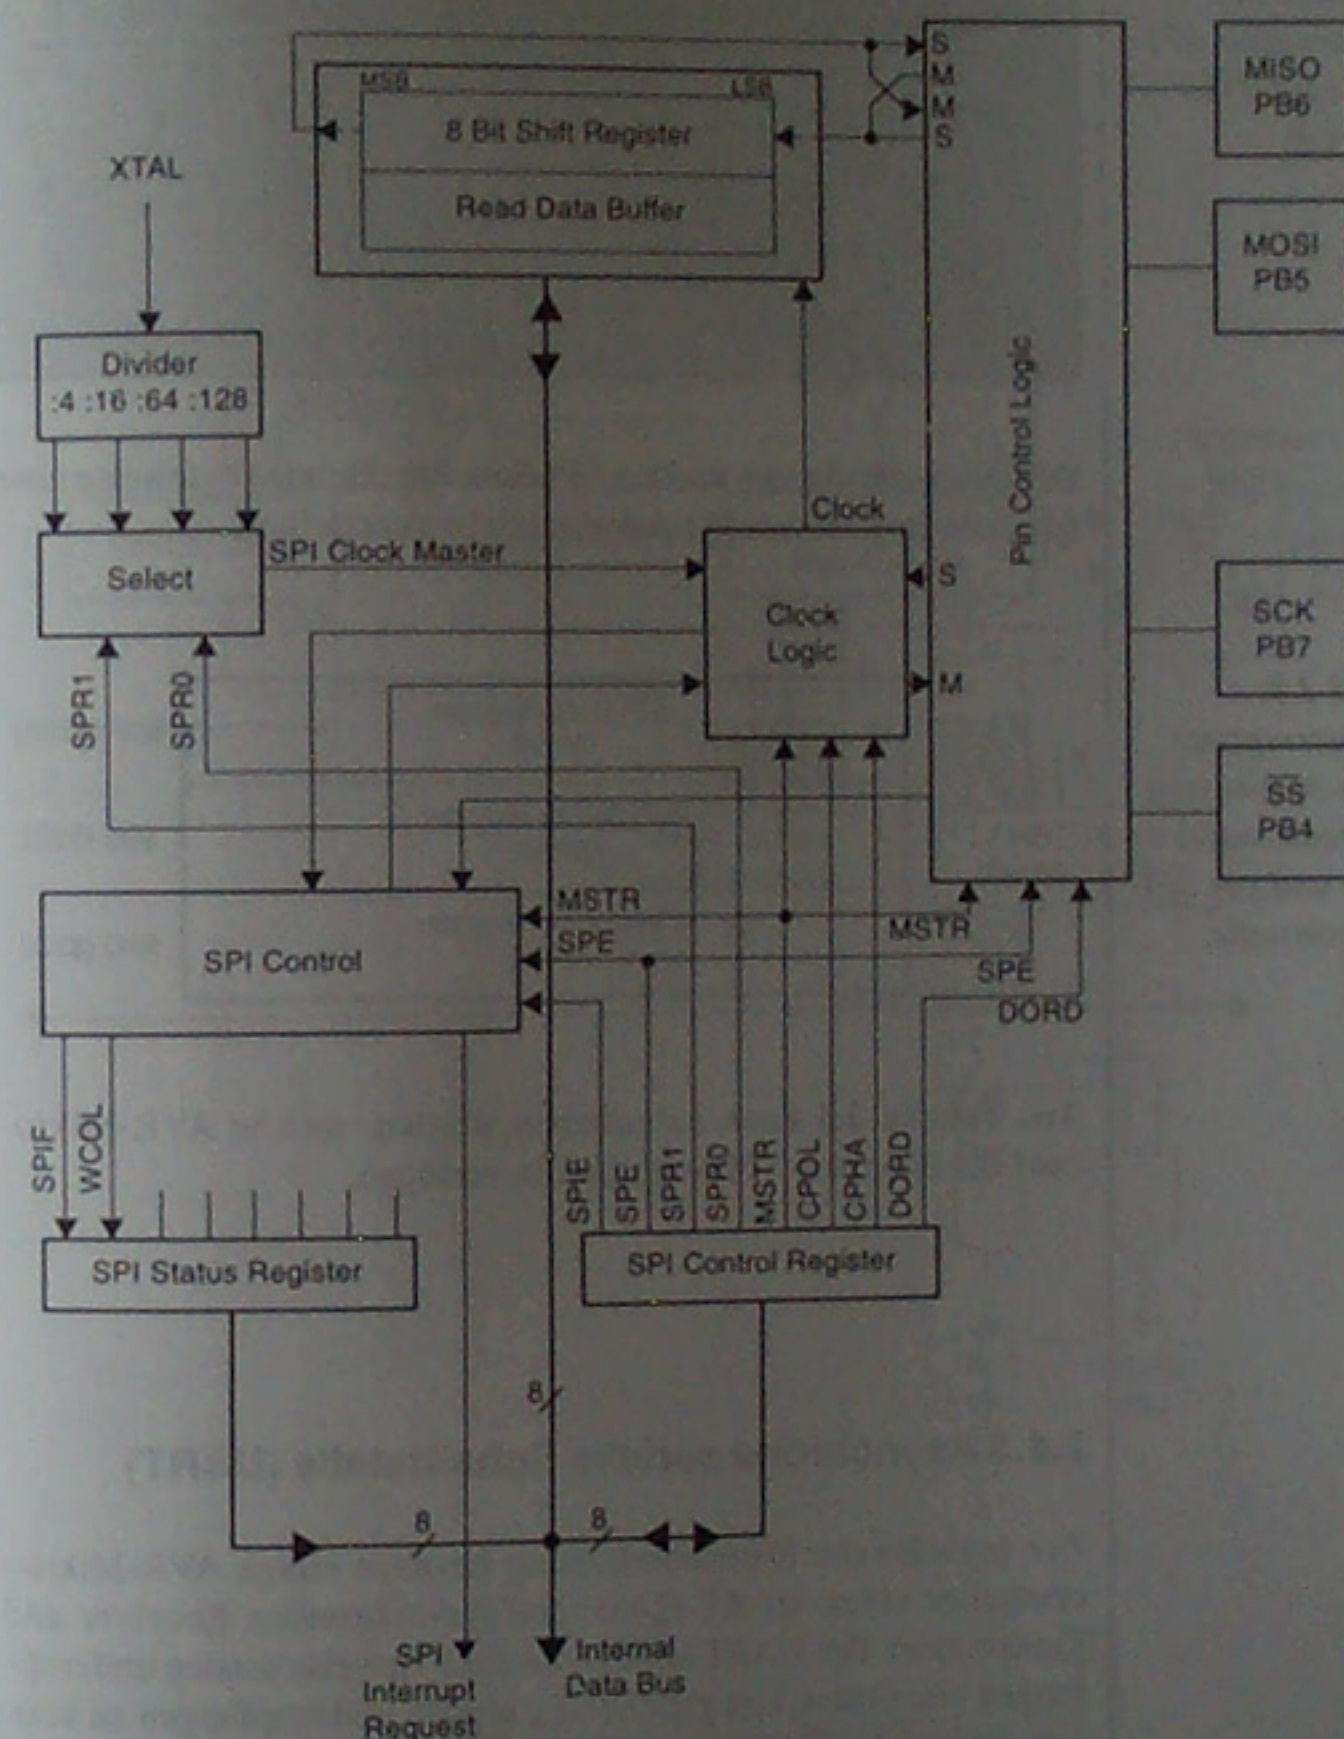 MSB
LSB
8 Bit Shift Register
Read Data Buffer
S
M
M
S
MISO
PB6
MOSI
PB5
XTAL
Divider
:4 :16 :64 :128
Pin Control Logic
Clock
Select
SPI Clock Master
Clock
Logic
S
M
SCK
PB7
SPR1
SPR0
SS
PB4
MSTR
MSTR
SPE
SPE
DORD
SPI Control
SPIF
WCOL
SPIE
SPE
SPR1
SPR0
MSTR
CPOL
CPHA
DORD
SPI Status Register
SPI Control Register
8
8
8
SPI
Interrupt
Request
Internal
Data Bus